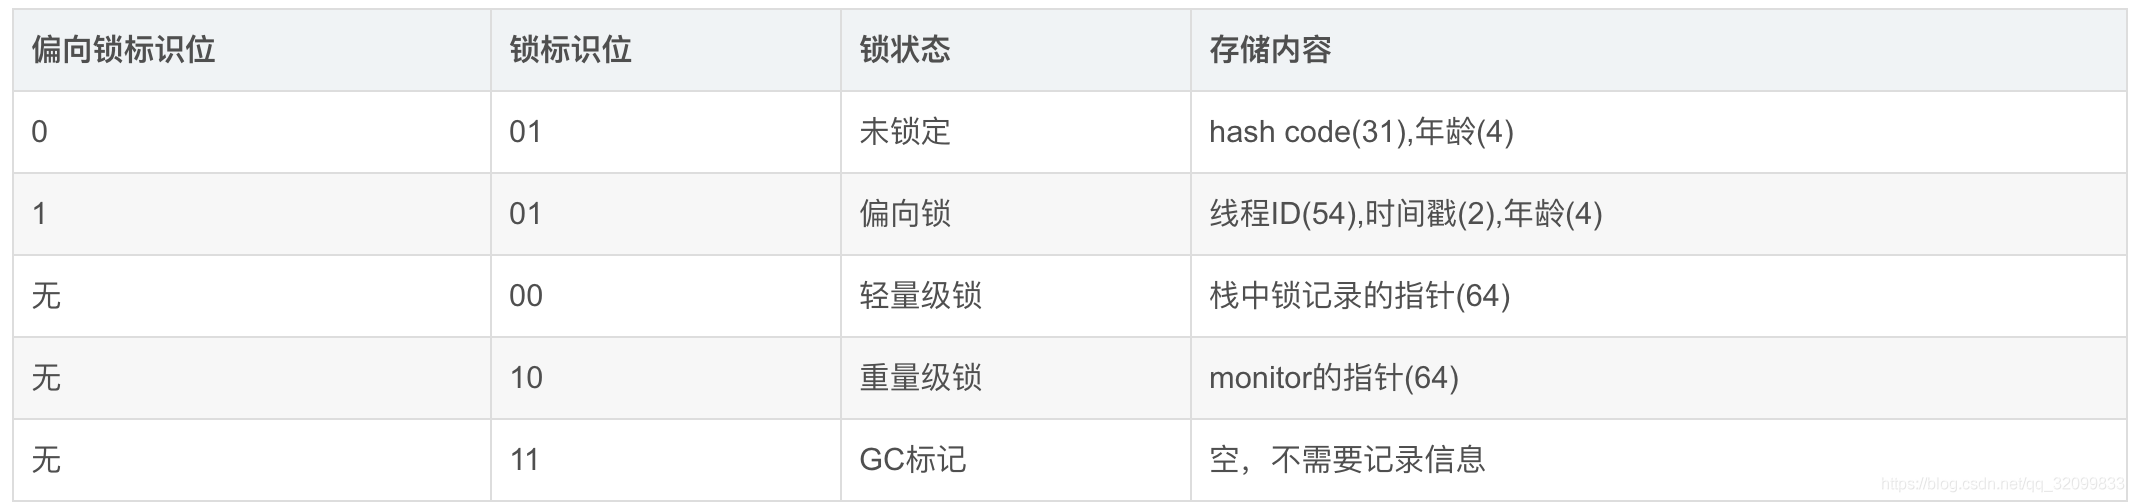 偏向锁标识位 锁标识位 锁状态 存储内容
0 01 未锁定 hash code(31),年龄(4)
1 01 偏向锁 线程ID(54),时间戳(2),年龄(4)
无 00 轻量级锁 栈中锁记录的指针(64)
无 10 重量级锁 monitor的指针(64)
无 11 GC标记 空，不需要记录信息
https://blog.csdn.net/qq_32099833